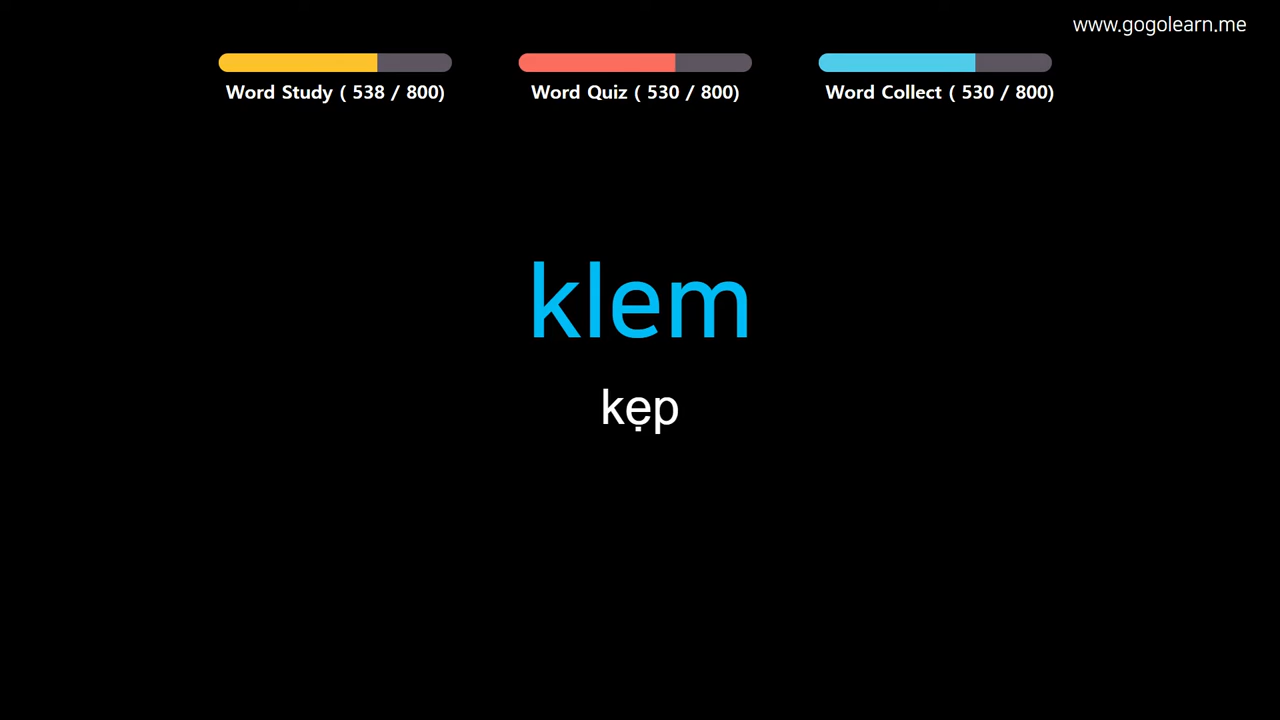 www.gogolearn.me
Word Study ( 538 / 800)
Word Quiz ( 530 / 800)
Word Collect ( 530 / 800)
klem
kẹp